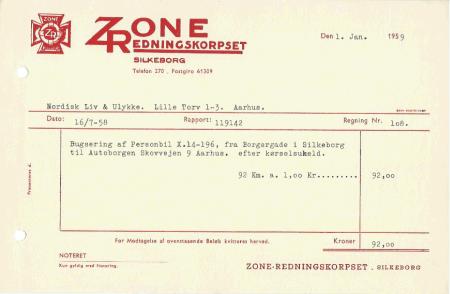 ZONE
ZONE
REDNINGSKORPSET
SILKEBORG
Telefon 270 . Postgiro 61309
Den 1. Jan. 1959
Nordisk Liv & Ulykke. Lille Torv 1-3. Aarhus.
Dato: 16/7-58 Rapport: 119142 Regning Nr. 108.
Bugsering af Personbil X.14-196, fra Borgergade i Silkeborg
til Autoborgen Skovvejen 9 Aarhus. efter kørselsuheld.
92 Km. a. 1,00 Kr......... 92,00
For Modtagelse af ovenstaaende Beløb kvitteres herved. Kroner 92,00
NOTERET
Kun gyldig med Notering.
ZONE-REDNINGSKORPSET . SILKEBORG